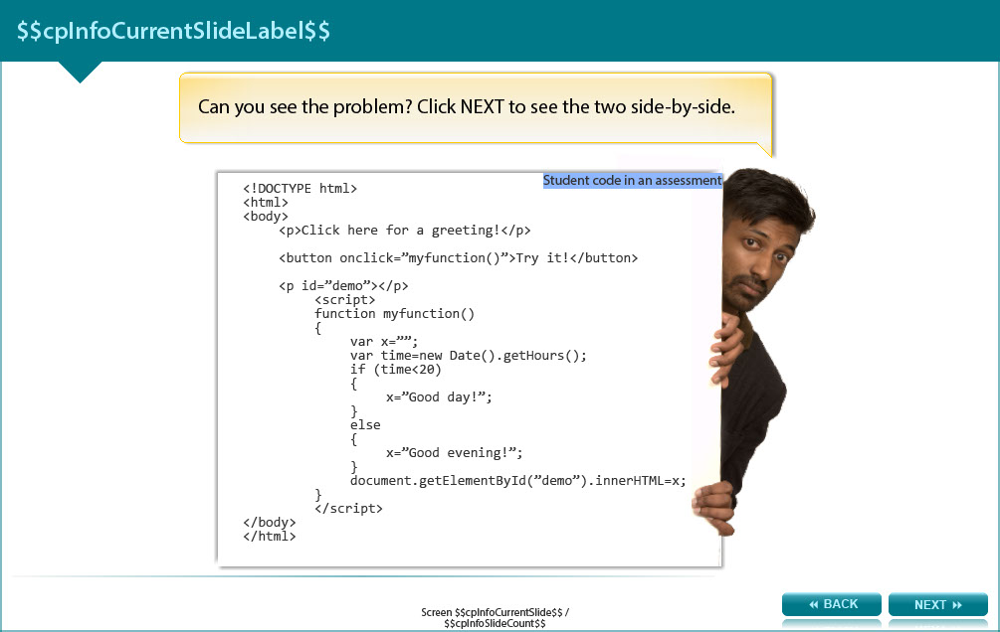 $$cpInfoCurrentSlideLabel$$
Can you see the problem? Click NEXT to see the two side-by-side.
Student code in an assessment
<!DOCTYPE html>
<html>
<body>
<p>Click here for a greeting!</p>
<button onclick=”myfunction()”>Try it!</button>
<p id=”demo”></p>
<script>
function myfunction()
{
var x=””;
var time=new Date().getHours();
if (time<20)
{
x=”Good day!”;
}
else
{
x=”Good evening!”;
}
document.getElementById(”demo”).innerHTML=x;
}
</script>
</body>
</html>
Screen $$cpInfoCurrentSlide$$ /
$$cpInfoSlideCount$$
BACK
NEXT